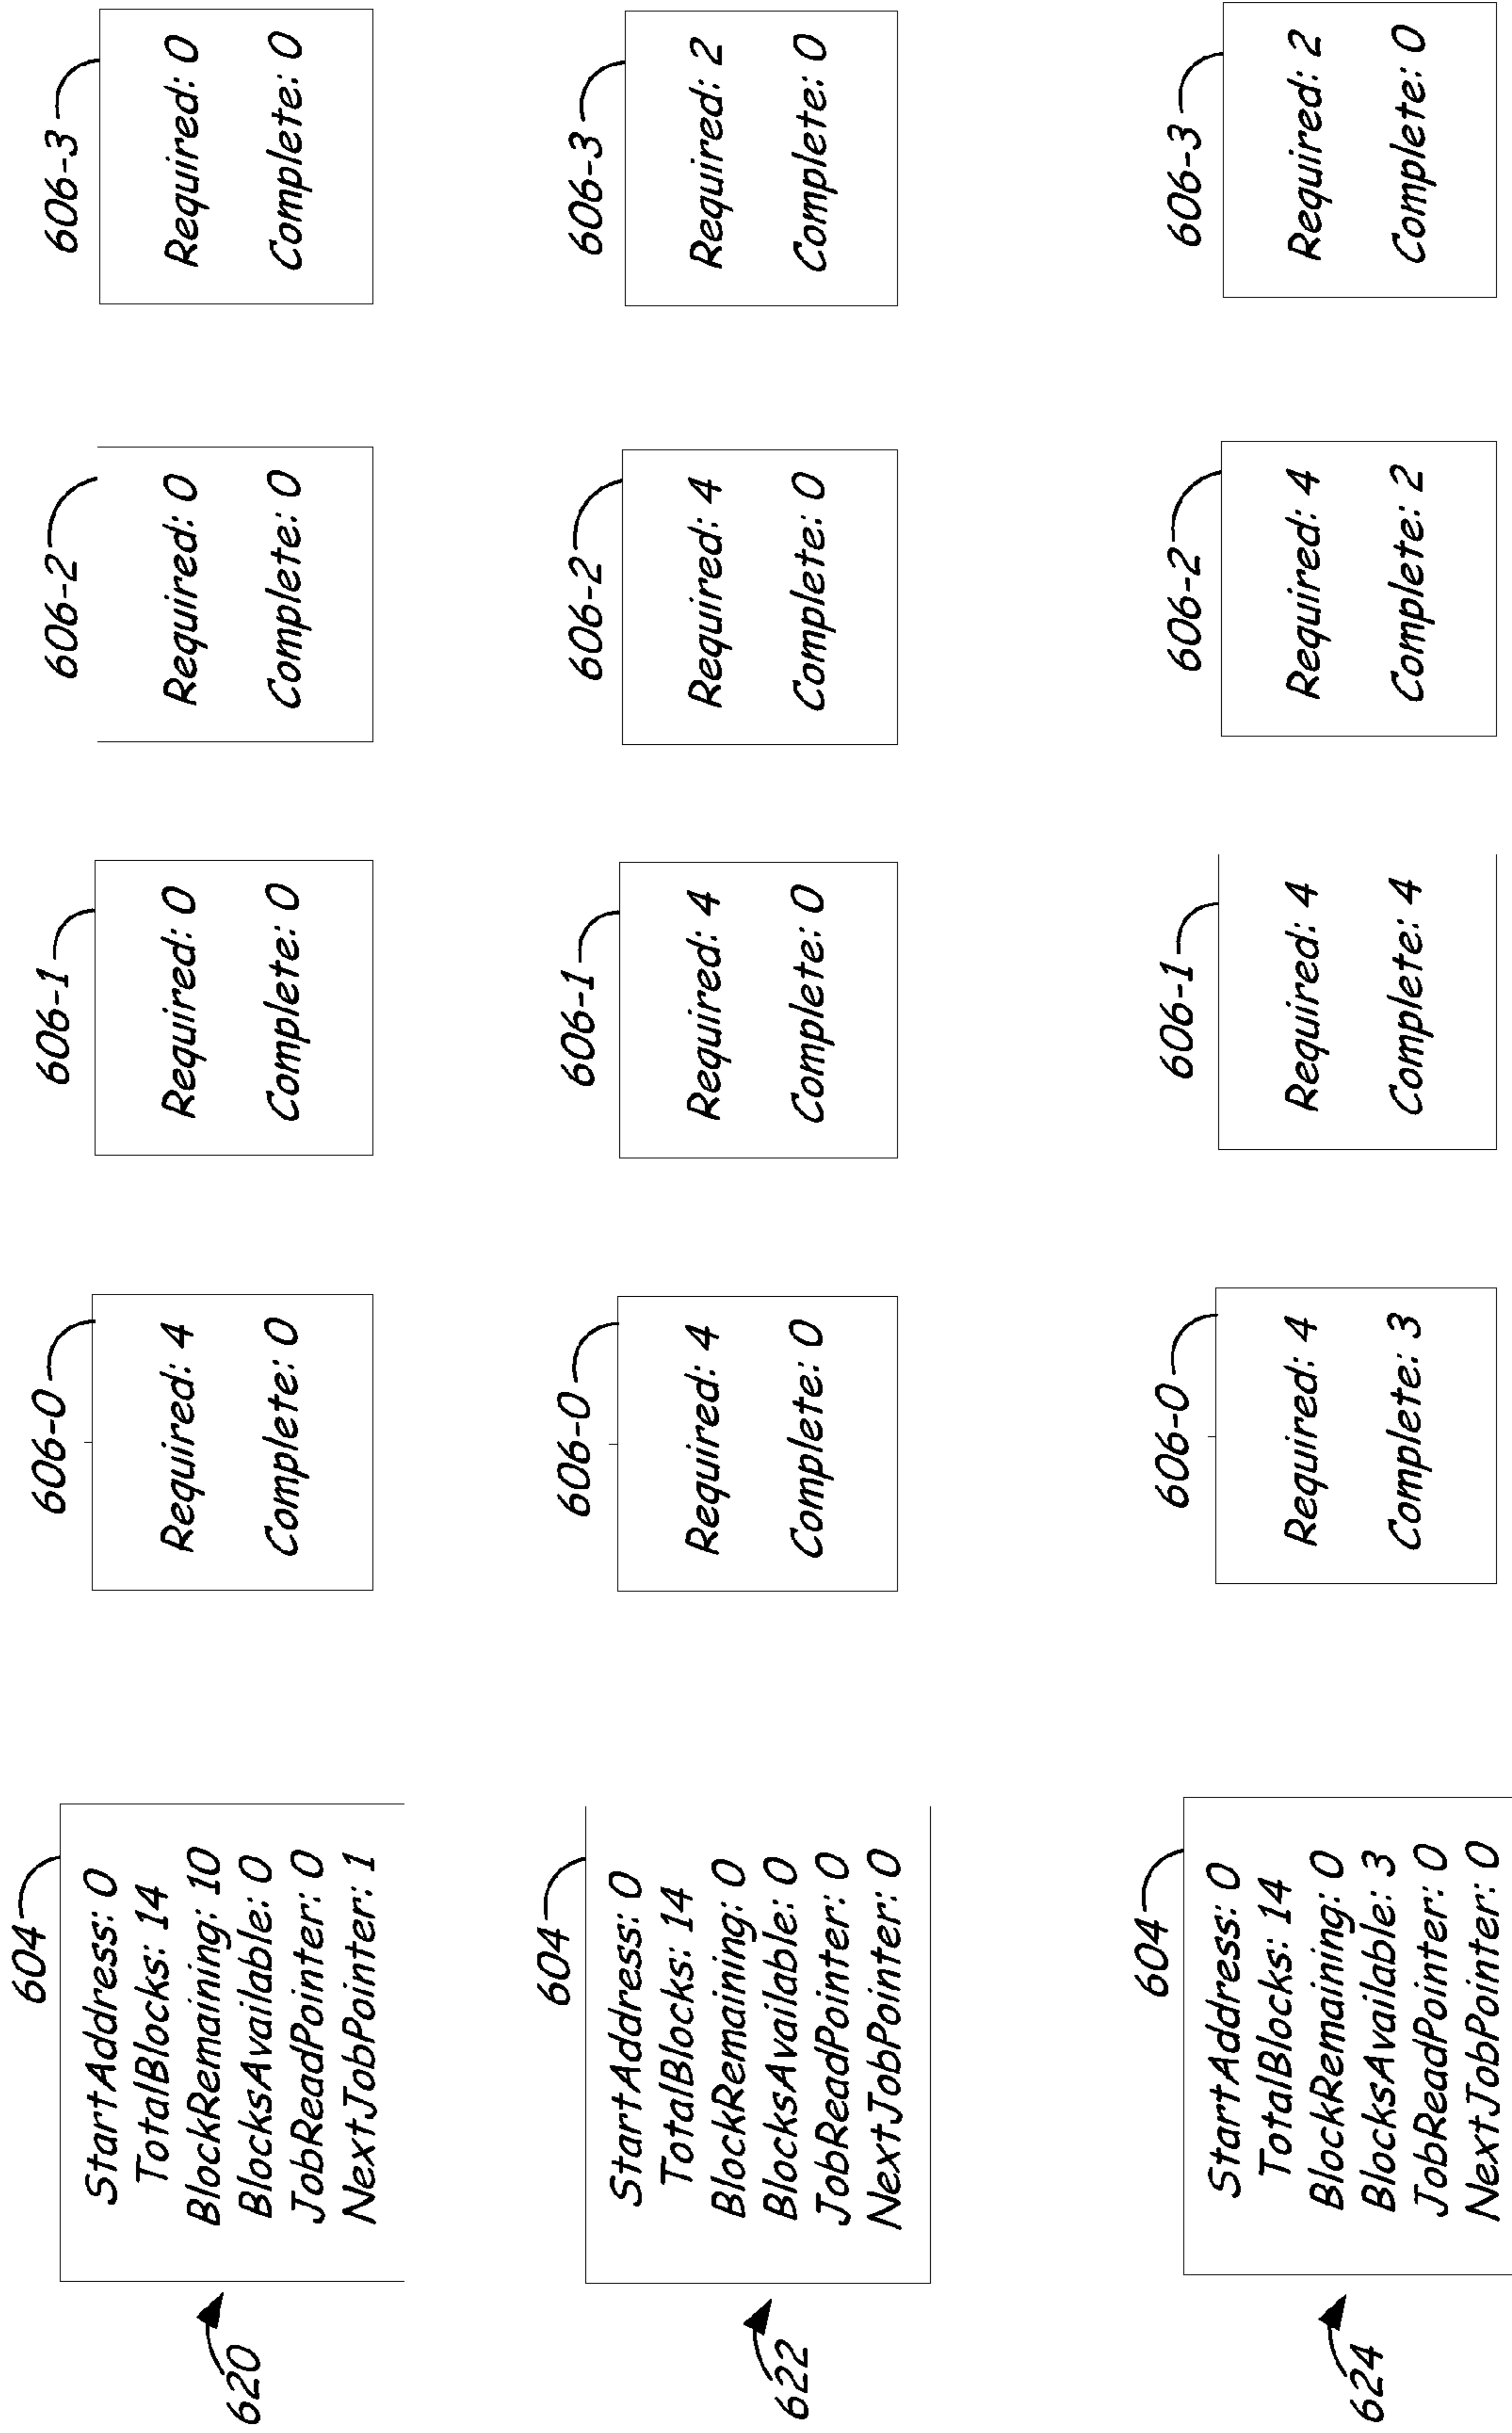 620
604
StartAddress: 0
TotalBlocks: 14
BlockRemaining: 10
BlocksAvailable: 0
JobReadPointer: 0
NextJobPointer: 1
606-0
Required: 4
Complete: 0
606-1
Required: 0
Complete: 0
606-2
Required: 0
Complete: 0
606-3
Required: 0
Complete: 0
622
604
StartAddress: 0
TotalBlocks: 14
BlockRemaining: 0
BlocksAvailable: 0
JobReadPointer: 0
NextJobPointer: 0
606-0
Required: 4
Complete: 0
606-1
Required: 4
Complete: 0
606-2
Required: 4
Complete: 0
606-3
Required: 2
Complete: 0
624
604
StartAddress: 0
TotalBlocks: 14
BlockRemaining: 0
BlocksAvailable: 3
JobReadPointer: 0
NextJobPointer: 0
606-0
Required: 4
Complete: 3
606-1
Required: 4
Complete: 4
606-2
Required: 4
Complete: 2
606-3
Required: 2
Complete: 0